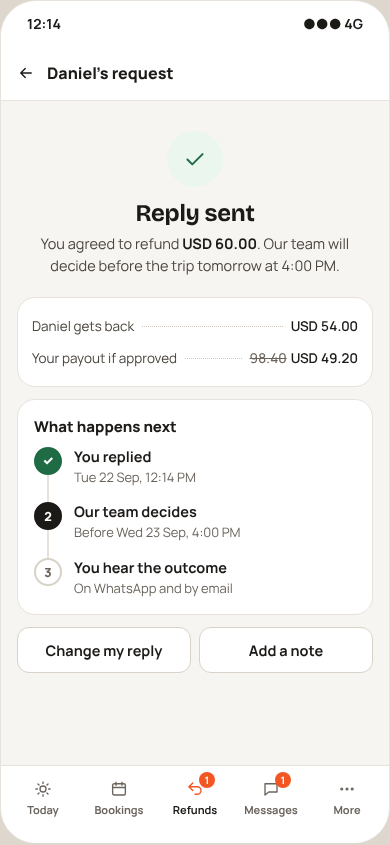 12:14
4G
Daniel's request
Reply sent
You agreed to refund USD 60.00. Our team will
decide before the trip tomorrow at 4:00 PM.
Daniel gets back USD 54.00
Your payout if approved 98.40 USD 49.20
What happens next
You replied
Tue 22 Sep, 12:14 PM
2 Our team decides
Before Wed 23 Sep, 4:00 PM
3 You hear the outcome
On WhatsApp and by email
Change my reply Add a note
1 1
Today Bookings Refunds Messages More